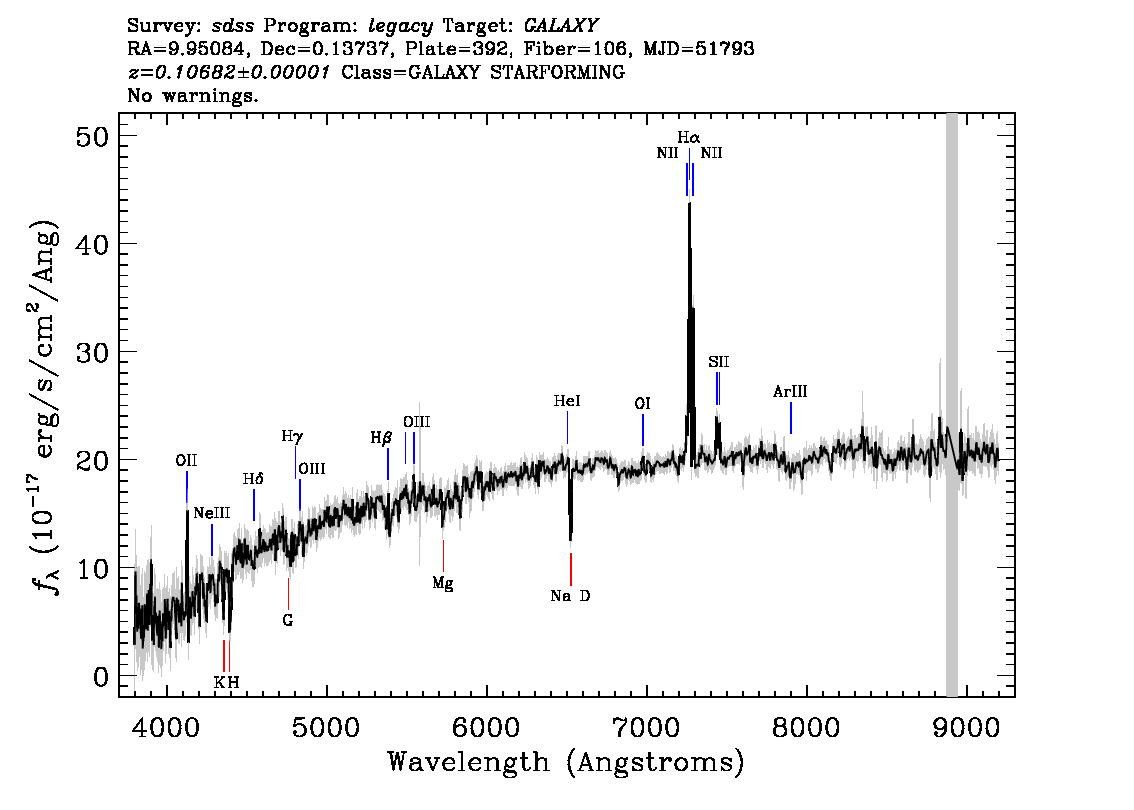 Survey: sdss Program: legacy Target: GALAXY
RA=9.95084, Dec=0.13737, Plate=392, Fiber=106, MJD=51793
z=0.10682±0.00001 Class=GALAXY STARFORMING
No warnings.
50
40
30
20
10
0
f_λ (10⁻¹⁷ erg/s/cm²/Ang)
Hα
NII NII
SII
ArIII
HeI
OI
OIII
Hβ
Hγ
OII
OIII
Hδ
NeIII
Mg
Na D
G
K H
4000 5000 6000 7000 8000 9000
Wavelength (Angstroms)